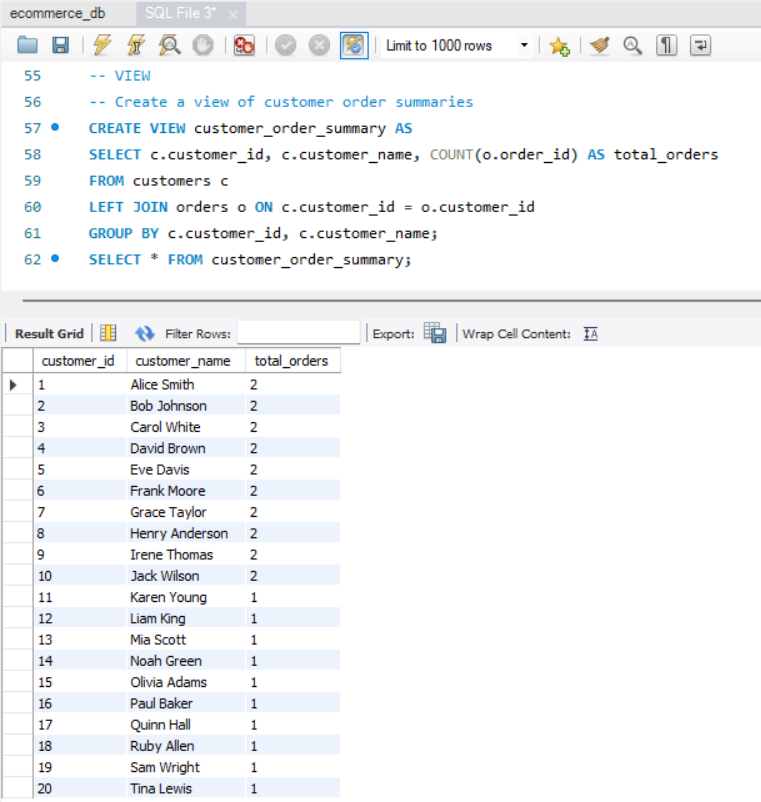 ecommerce_db SQL File 3* ×
Limit to 1000 rows
55 -- VIEW
56 -- Create a view of customer order summaries
57 CREATE VIEW customer_order_summary AS
58 SELECT c.customer_id, c.customer_name, COUNT(o.order_id) AS total_orders
59 FROM customers c
60 LEFT JOIN orders o ON c.customer_id = o.customer_id
61 GROUP BY c.customer_id, c.customer_name;
62 SELECT * FROM customer_order_summary;
Result Grid Filter Rows: Export: Wrap Cell Content: IA
customer_id customer_name total_orders
1 Alice Smith 2
2 Bob Johnson 2
3 Carol White 2
4 David Brown 2
5 Eve Davis 2
6 Frank Moore 2
7 Grace Taylor 2
8 Henry Anderson 2
9 Irene Thomas 2
10 Jack Wilson 2
11 Karen Young 1
12 Liam King 1
13 Mia Scott 1
14 Noah Green 1
15 Olivia Adams 1
16 Paul Baker 1
17 Quinn Hall 1
18 Ruby Allen 1
19 Sam Wright 1
20 Tina Lewis 1